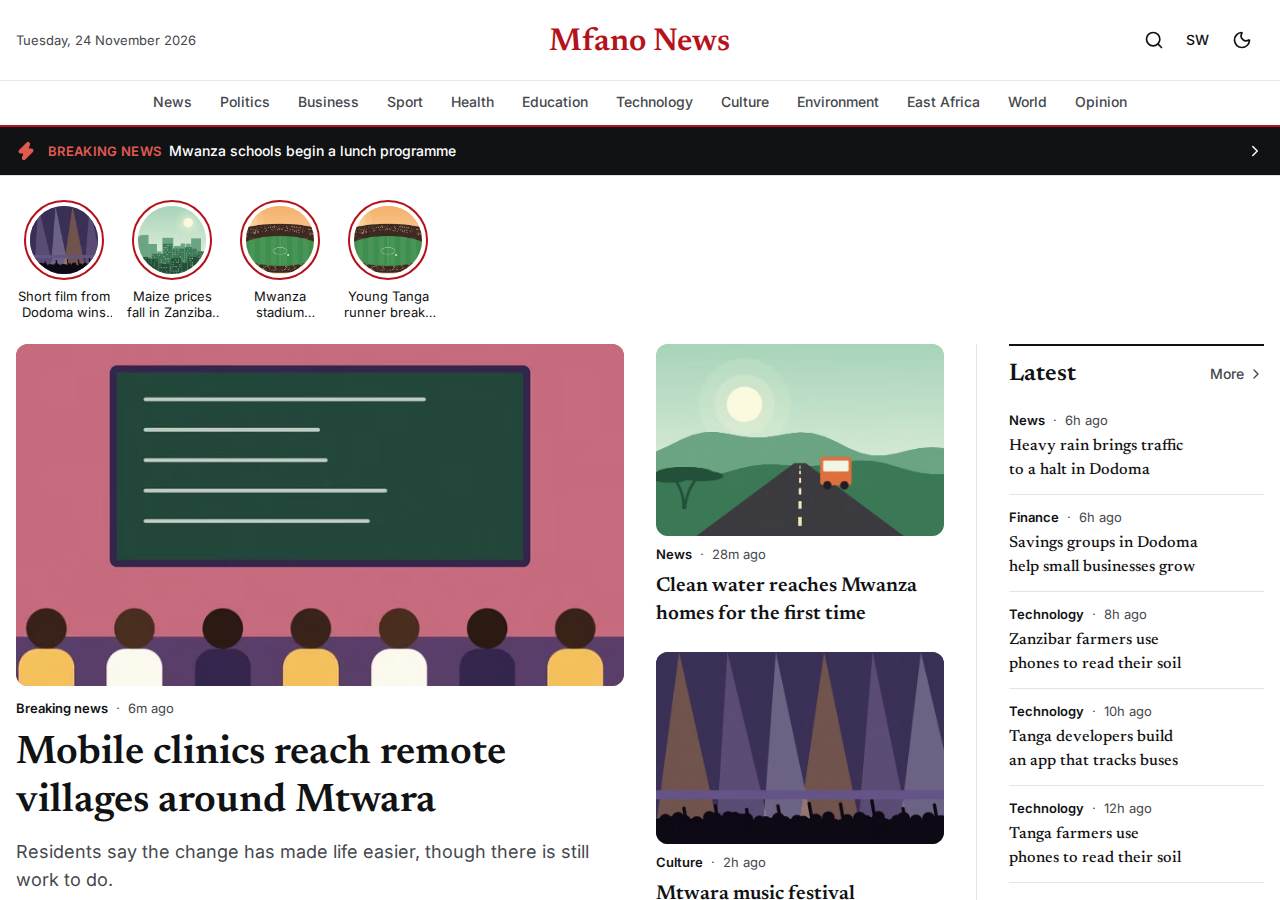 Tuesday, 24 November 2026
Mfano News
SW
News Politics Business Sport Health Education Technology Culture Environment East Africa World Opinion
BREAKING NEWS Mwanza schools begin a lunch programme
Short film from
Dodoma wins..
Maize prices
fall in Zanziba..
Mwanza
stadium...
Young Tanga
runner break...
Breaking news · 6m ago
Mobile clinics reach remote
villages around Mtwara
Residents say the change has made life easier, though there is still
work to do.
News · 28m ago
Clean water reaches Mwanza
homes for the first time
Culture · 2h ago
Mtwara music festival
Latest
More
News · 6h ago
Heavy rain brings traffic
to a halt in Dodoma
Finance · 6h ago
Savings groups in Dodoma
help small businesses grow
Technology · 8h ago
Zanzibar farmers use
phones to read their soil
Technology · 10h ago
Tanga developers build
an app that tracks buses
Technology · 12h ago
Tanga farmers use
phones to read their soil